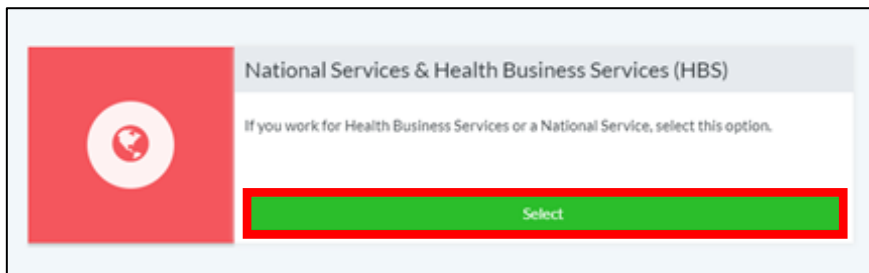 National Services & Health Business Services (HBS)
If you work for Health Business Services or a National Service, select this option.
Select